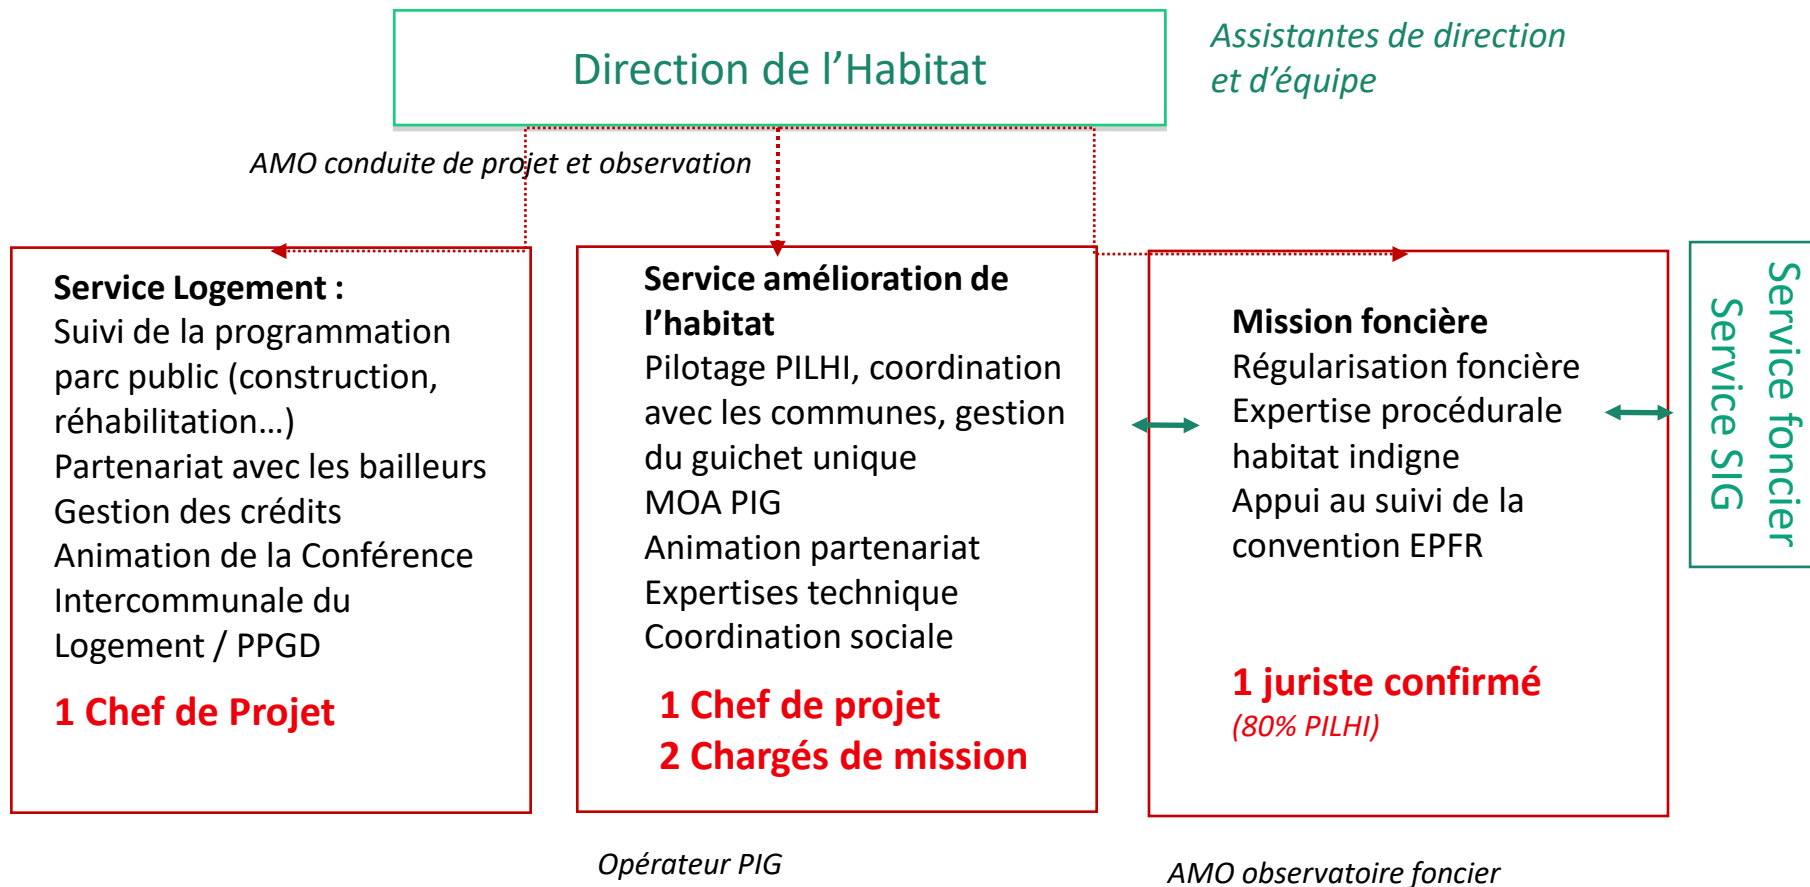 Direction de l’Habitat
Assistantes de direction
et d’équipe
AMO conduite de projet et observation
Service Logement :
Suivi de la programmation
parc public (construction,
réhabilitation…)
Partenariat avec les bailleurs
Gestion des crédits
Animation de la Conférence
Intercommunale du
Logement / PPGD
1 Chef de Projet
Service amélioration de
l’habitat
Pilotage PILHI, coordination
avec les communes, gestion
du guichet unique
MOA PIG
Animation partenariat
Expertises technique
Coordination sociale
1 Chef de projet
2 Chargés de mission
Mission foncière
Régularisation foncière
Expertise procédurale
habitat indigne
Appui au suivi de la
convention EPFR
1 juriste confirmé
(80% PILHI)
Service foncier
Service SIG
Opérateur PIG
AMO observatoire foncier